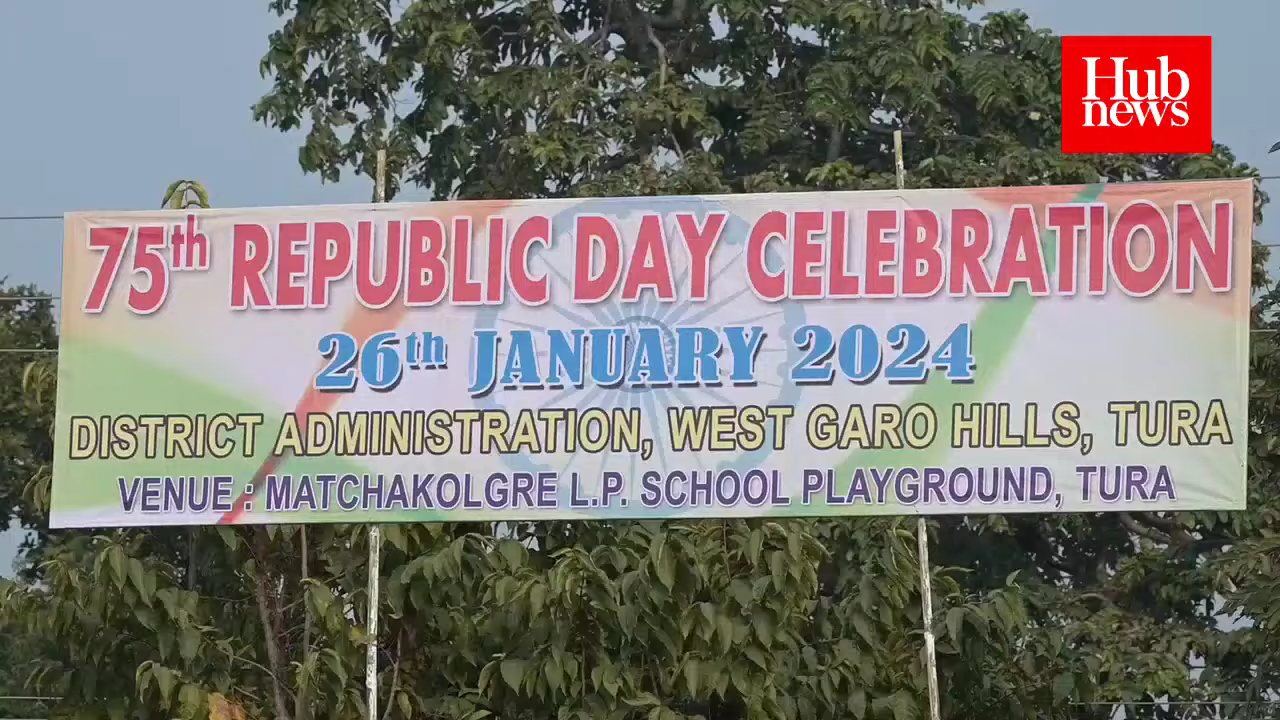 Hub
news
75th REPUBLIC DAY CELEBRATION
26th JANUARY 2024
DISTRICT ADMINISTRATION, WEST GARO HILLS, TURA
VENUE : MATCHAKOLGRE L.P. SCHOOL PLAYGROUND, TURA